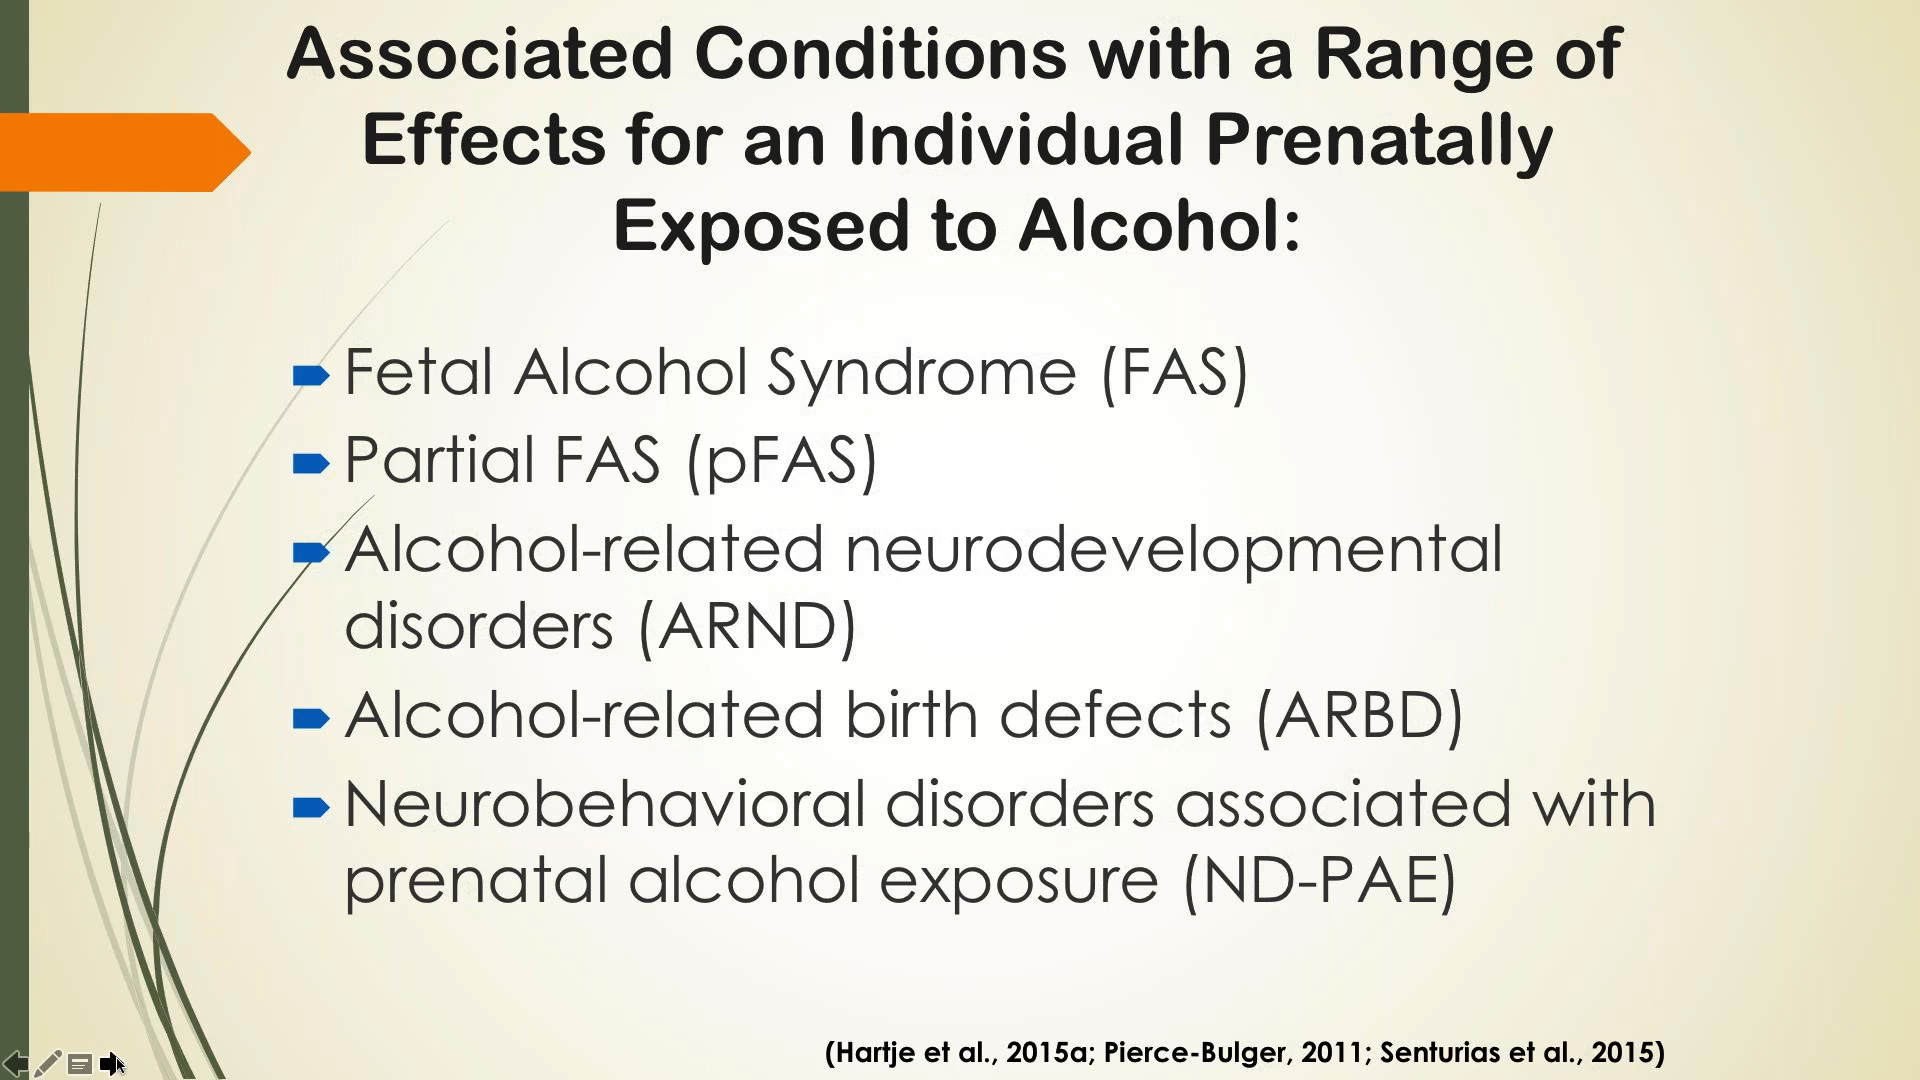 Associated Conditions with a Range of
Effects for an Individual Prenatally
Exposed to Alcohol:
Fetal Alcohol Syndrome (FAS)
Partial FAS (pFAS)
Alcohol-related neurodevelopmental
disorders (ARND)
Alcohol-related birth defects (ARBD)
Neurobehavioral disorders associated with
prenatal alcohol exposure (ND-PAE)
(Hartje et al., 2015a; Pierce-Bulger, 2011; Senturias et al., 2015)